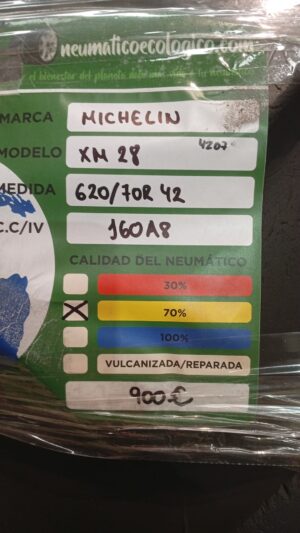 neumaticoecologico.com
el bienestar del planeta
MARCA MICHELIN
MODELO XM 28 4207
MEDIDA 620/70R 42
C.C/IV 160A8
CALIDAD DEL NEUMÁTICO
30%
X 70%
100%
VULCANIZADA/REPARADA
900€